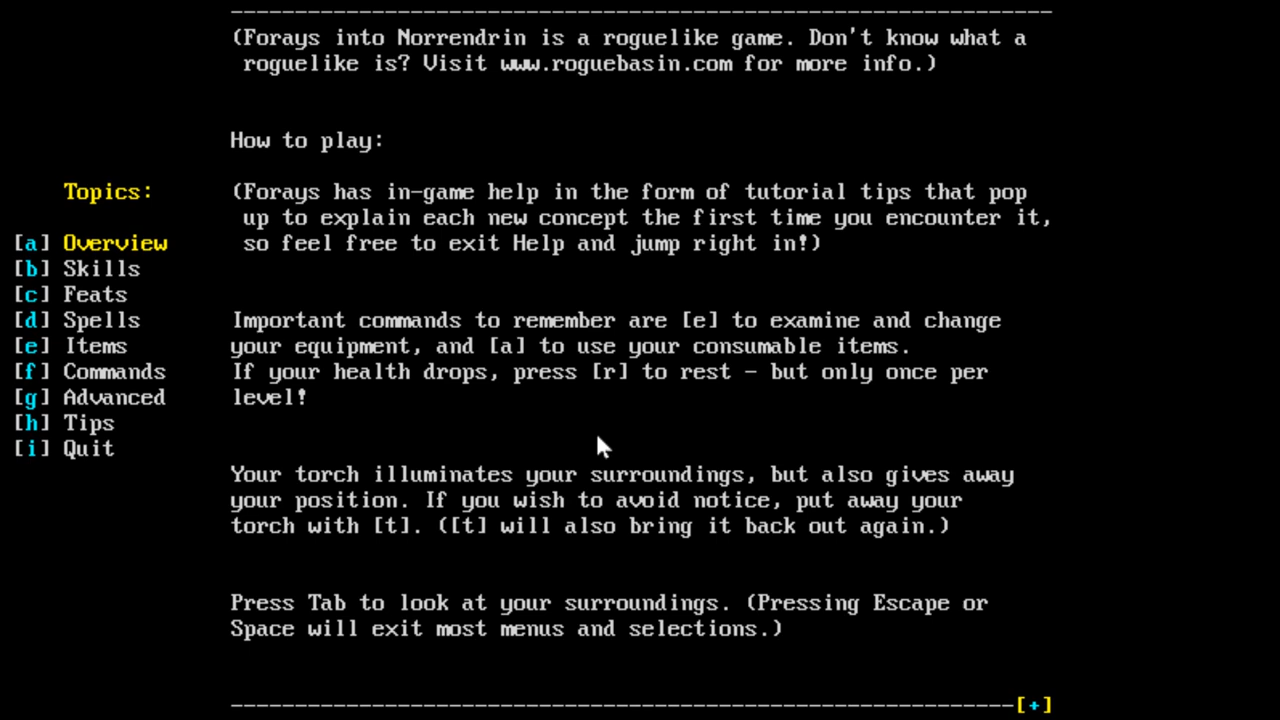 (Forays into Norrendrin is a roguelike game. Don't know what a
roguelike is? Visit www.roguebasin.com for more info.)
How to play:
Topics:
(Forays has in-game help in the form of tutorial tips that pop
up to explain each new concept the first time you encounter it,
so feel free to exit Help and jump right in!)
[a] Overview
[b] Skills
[c] Feats
[d] Spells
[e] Items
[f] Commands
[g] Advanced
[h] Tips
[i] Quit
Important commands to remember are [e] to examine and change
your equipment, and [a] to use your consumable items.
If your health drops, press [r] to rest - but only once per
level!
Your torch illuminates your surroundings, but also gives away
your position. If you wish to avoid notice, put away your
torch with [t]. ([t] will also bring it back out again.)
Press Tab to look at your surroundings. (Pressing Escape or
Space will exit most menus and selections.)
[+]